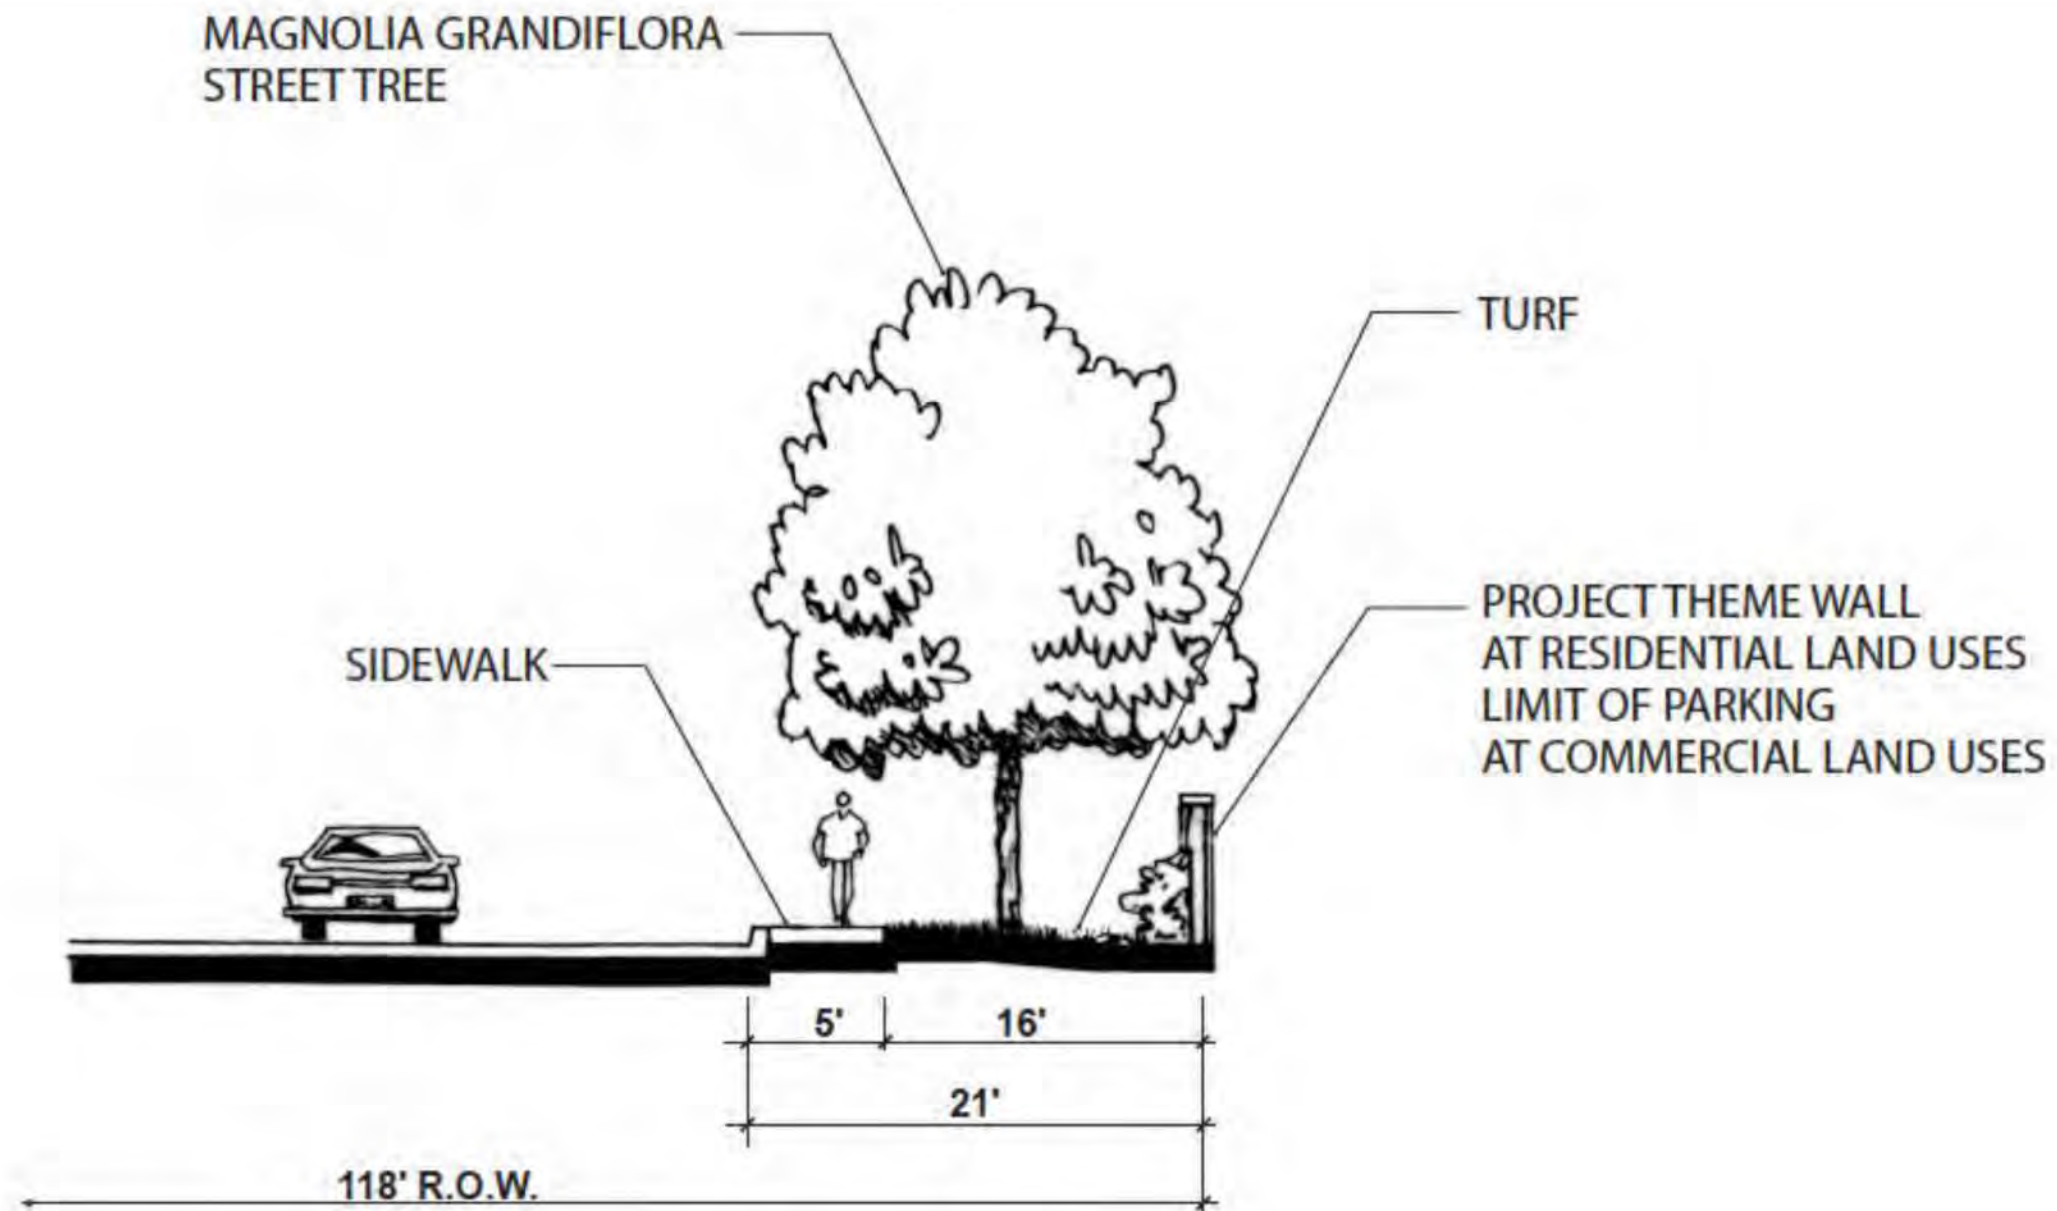 MAGNOLIA GRANDIFLORA
STREET TREE
TURF
PROJECT THEME WALL
AT RESIDENTIAL LAND USES
LIMIT OF PARKING
AT COMMERCIAL LAND USES
SIDEWALK
5'
16'
21'
118' R.O.W.